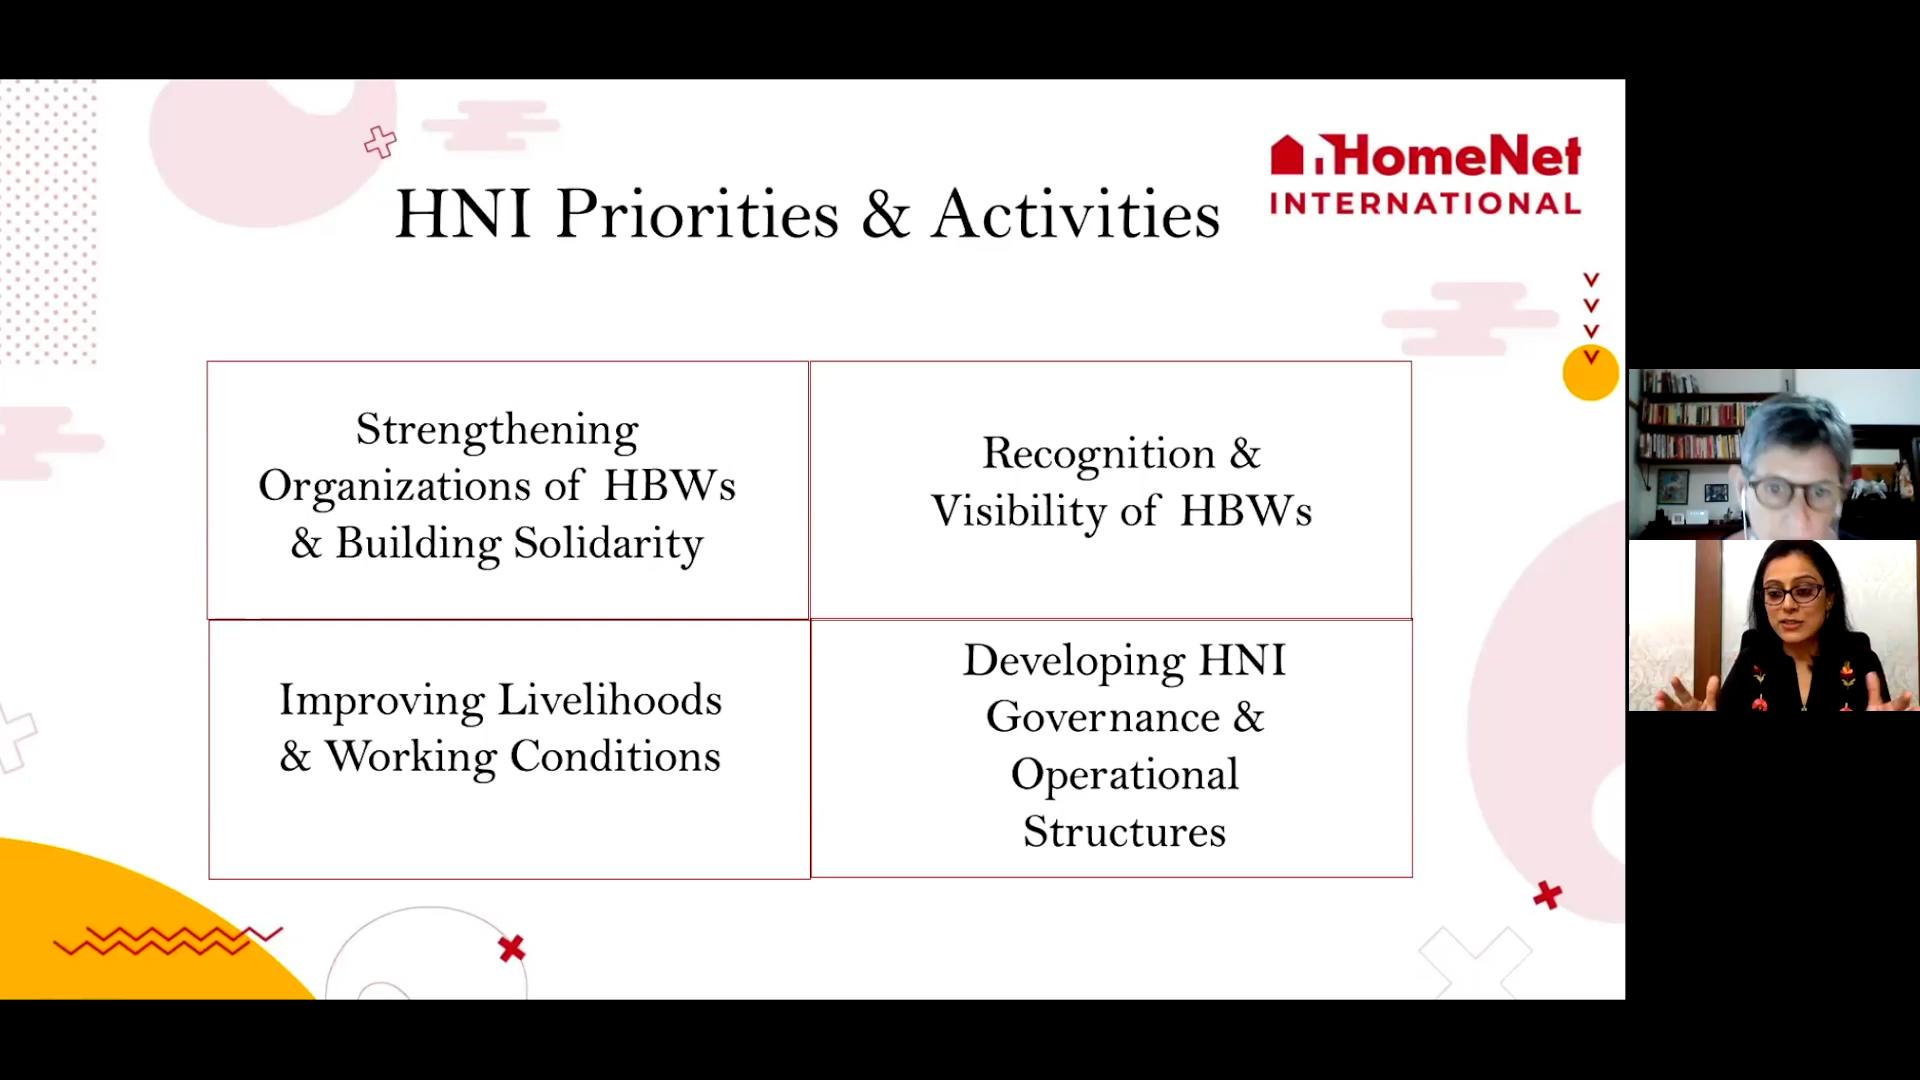 HomeNet
INTERNATIONAL
HNI Priorities & Activities
Strengthening
Organizations of HBWs
& Building Solidarity
Recognition &
Visibility of HBWs
Improving Livelihoods
& Working Conditions
Developing HNI
Governance &
Operational
Structures